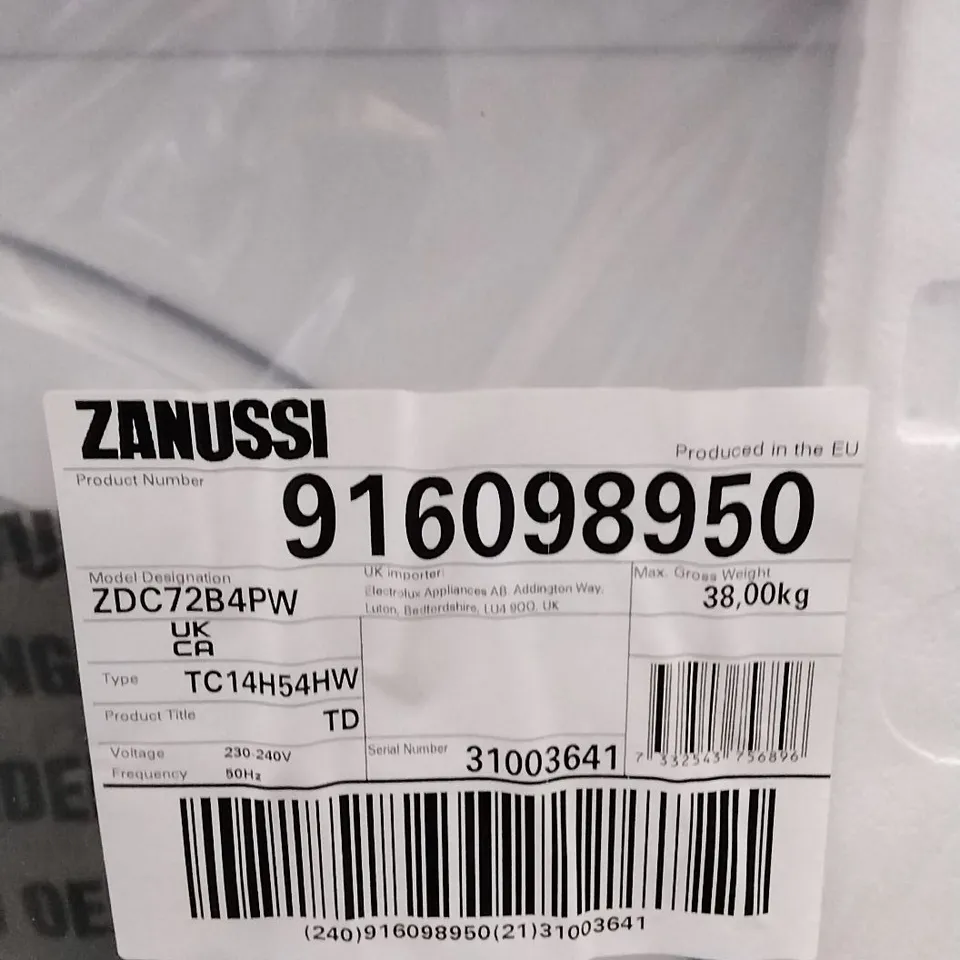 ZANUSSI
Produced in the EU
Product Number
916098950
Model Designation
ZDC72B4PW
UK importer:
Electrolux Appliances AB. Addington Way,
Luton, Bedfordshire, LU4 9QQ, UK
Max. Gross Weight
38,00kg
UK
CA
Type TC14H54HW
Product Title TD
Voltage 230-240V
Frequency 50Hz
Serial Number 31003641
7 332543 756896
(240)916098950(21)31003641